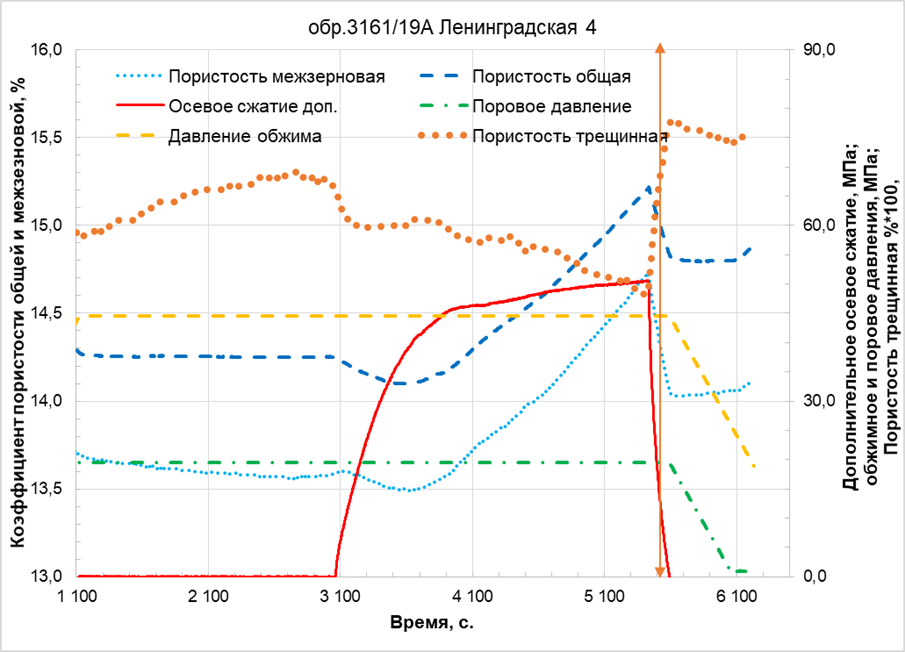 обр.3161/19А Ленинградская 4
Коэффициент пористости общей и межзезновой, %
16,0
15,5
15,0
14,5
14,0
13,5
13,0
Пористость межзерновая
Пористость общая
Осевое сжатие доп.
Поровое давление
Давление обжима
Пористость трещинная
90,0
60,0
30,0
0,0
Дополнительное осевое сжатие, МПа;
обжимное и поровое давления, МПа;
Пористость трещинная %*100,
1 100
2 100
3 100
4 100
5 100
6 100
Время, с.